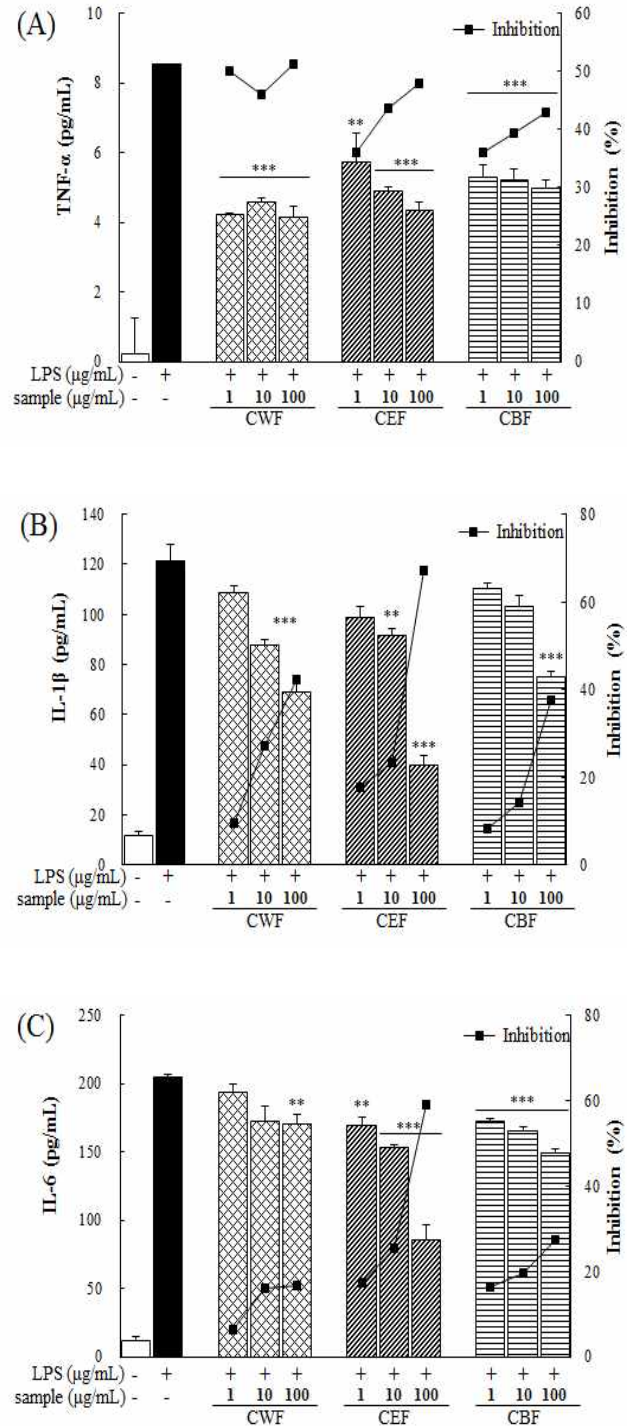 (A)
60
10
Inhibition
8
50
***
6
**
***
***
40
TNF-α (pg/mL)
Inhibition (%)
30
4
20
2
10
0
0
LPS (µg/mL) - + + + + + + + + + +
sample (µg/mL) - - 1 10 100 1 10 100 1 10 100
CWF CEF CBF
(B)
140
80
Inhibition
120
100
60
***
**
***
80
IL-1β (pg/mL)
Inhibition (%)
40
60
***
40
20
20
0
0
LPS (µg/mL) - + + + + + + + + + +
sample (µg/mL) - - 1 10 100 1 10 100 1 10 100
CWF CEF CBF
(C)
250
80
Inhibition
200
60
**
**
***
***
150
IL-6 (pg/mL)
Inhibition (%)
40
100
20
50
0
0
LPS (µg/mL) - + + + + + + + + + +
sample (µg/mL) - - 1 10 100 1 10 100 1 10 100
CWF CEF CBF